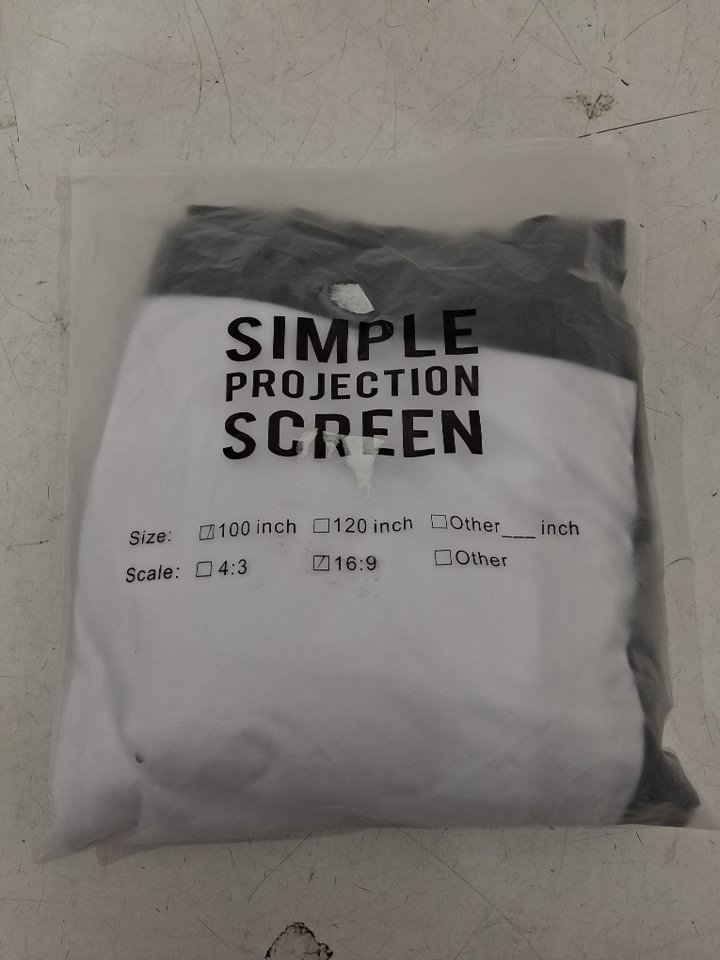 SIMPLE
PROJECTION
SCREEN
Size: ☑100 inch ☐120 inch ☐Other___ inch
Scale: ☐ 4:3 ☑16:9 ☐Other